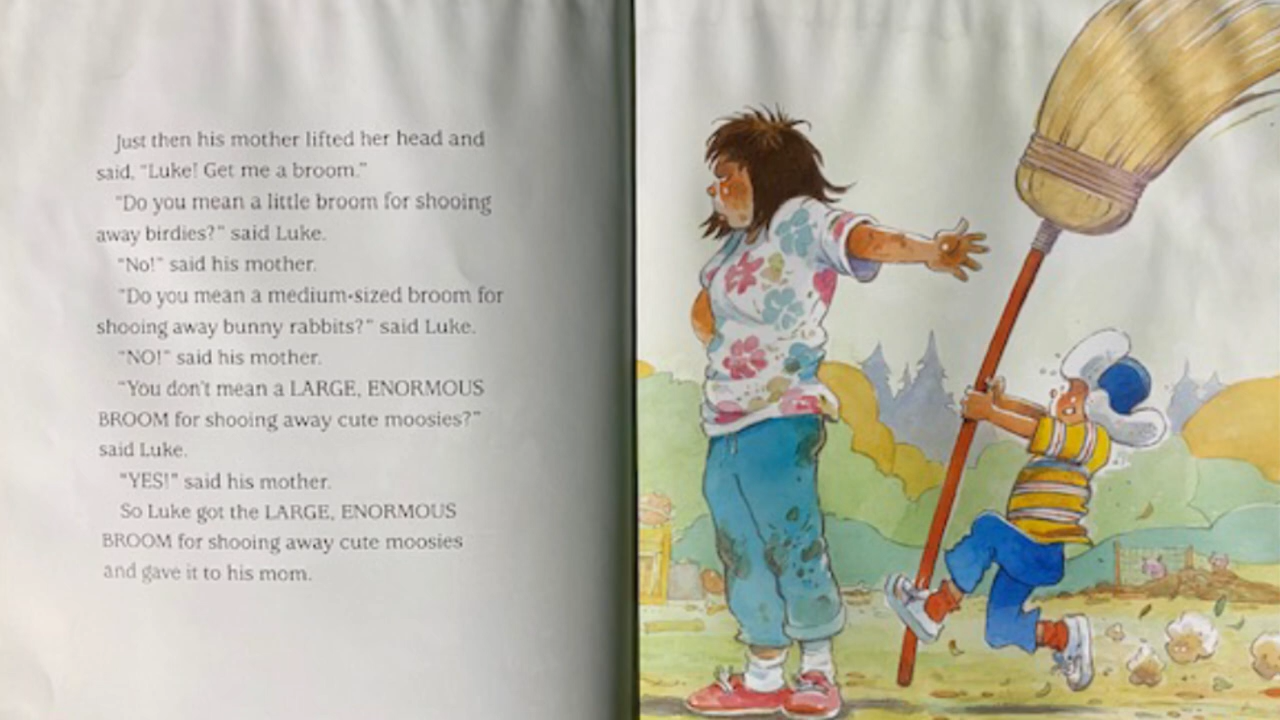 Just then his mother lifted her head and
said, "Luke! Get me a broom."
"Do you mean a little broom for shooing
away birdies?" said Luke.
"No!" said his mother.
"Do you mean a medium-sized broom for
shooing away bunny rabbits?" said Luke.
"NO!" said his mother.
"You don't mean a LARGE, ENORMOUS
BROOM for shooing away cute moosies?"
said Luke.
"YES!" said his mother.
So Luke got the LARGE, ENORMOUS
BROOM for shooing away cute moosies
and gave it to his mom.